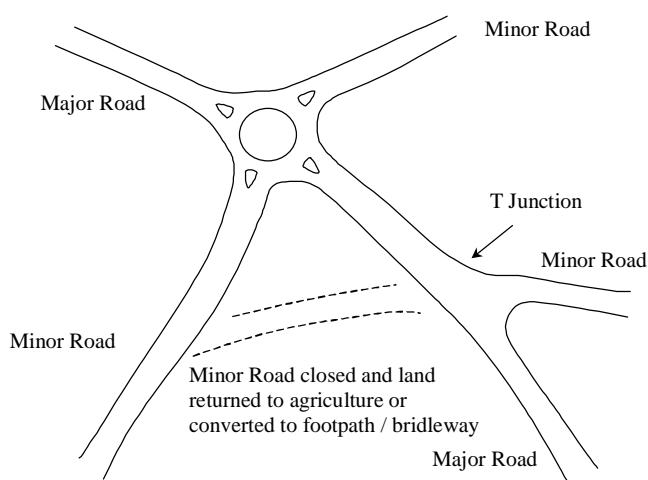 Minor Road
Major Road
T Junction
Minor Road
Minor Road
Minor Road closed and land
returned to agriculture or
converted to footpath / bridleway
Major Road